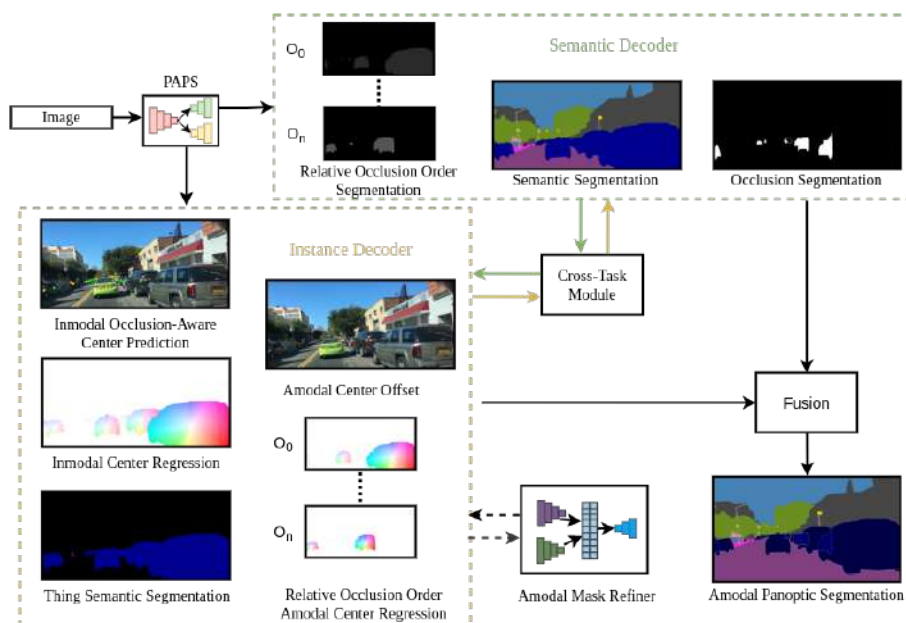 Semantic Decoder
O0
PAPS
Image
On
Relative Occlusion Order
Segmentation
Semantic Segmentation
Occlusion Segmentation
Instance Decoder
Cross-Task
Module
Inmodal Occlusion-Aware
Center Prediction
Amodal Center Offset
Fusion
O0
Inmodal Center Regression
On
Thing Semantic Segmentation
Relative Occlusion Order
Amodal Center Regression
Amodal Mask Refiner
Amodal Panoptic Segmentation